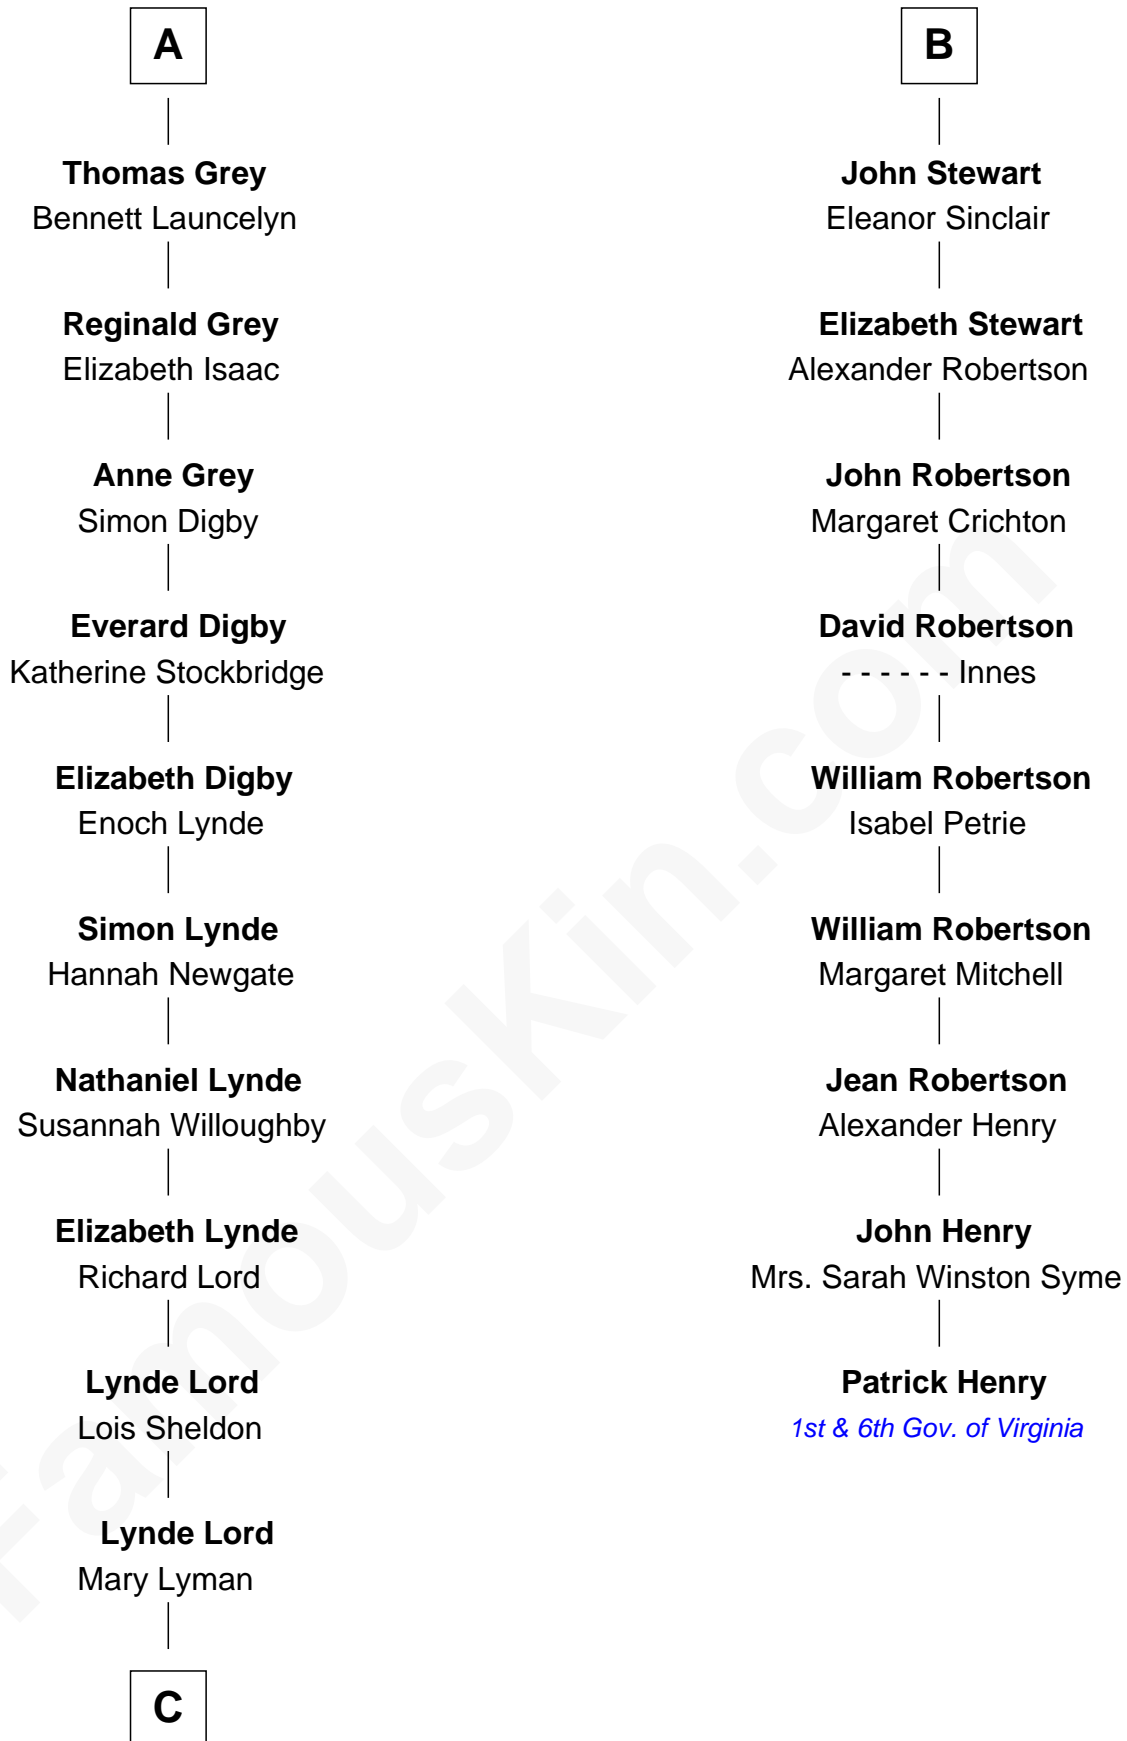 A
Thomas Grey
Bennett Launcelyn
Reginald Grey
Elizabeth Isaac
Anne Grey
Simon Digby
Everard Digby
Katherine Stockbridge
Elizabeth Digby
Enoch Lynde
Simon Lynde
Hannah Newgate
Nathaniel Lynde
Susannah Willoughby
Elizabeth Lynde
Richard Lord
Lynde Lord
Lois Sheldon
Lynde Lord
Mary Lyman
C
B
John Stewart
Eleanor Sinclair
Elizabeth Stewart
Alexander Robertson
John Robertson
Margaret Crichton
David Robertson
- - - - - - Innes
William Robertson
Isabel Petrie
William Robertson
Margaret Mitchell
Jean Robertson
Alexander Henry
John Henry
Mrs. Sarah Winston Syme
Patrick Henry
1st & 6th Gov. of Virginia
FamousKin.com